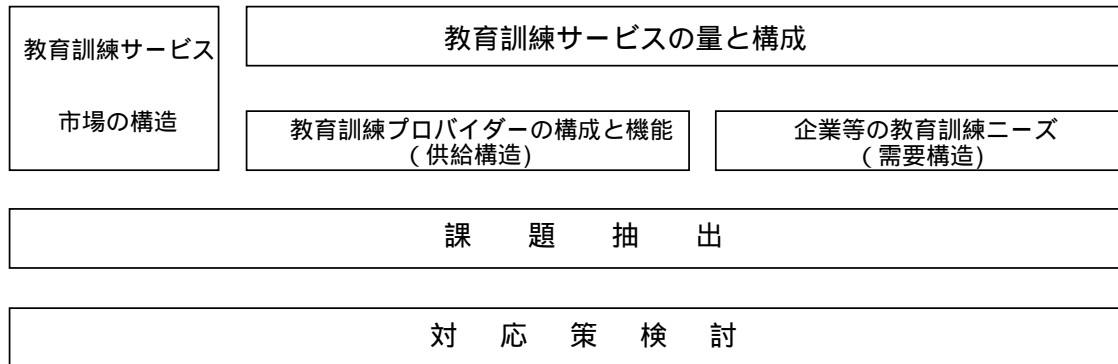 教育訓練サービス
市場の構造
教育訓練サービスの量と構成
教育訓練プロバイダーの構成と機能
(供給構造)
企業等の教育訓練ニーズ
(需要構造)
課 題 抽 出
対 応 策 検 討